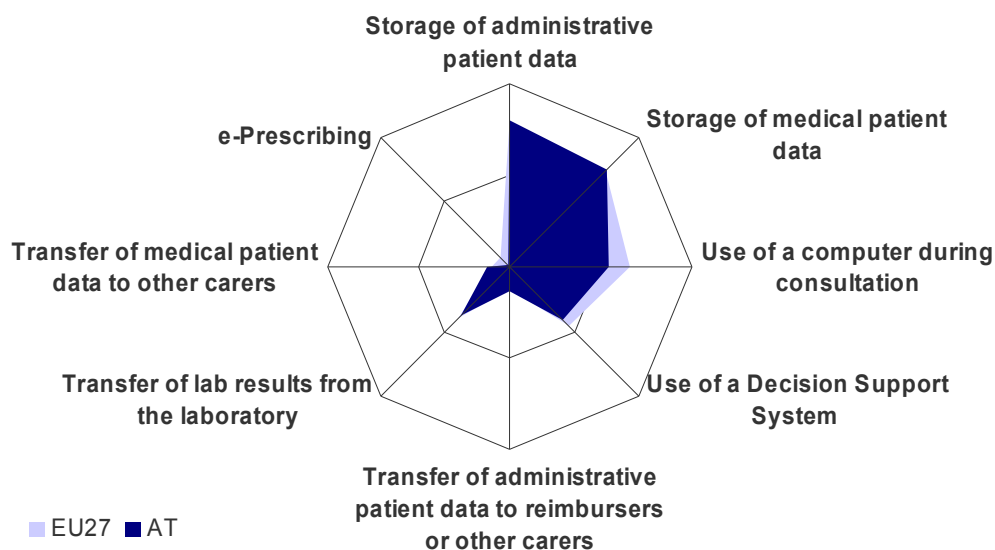 Storage of administrative
patient data
Storage of medical patient
data
e-Prescribing
Use of a computer during
consultation
Transfer of medical patient
data to other carers
Use of a Decision Support
System
Transfer of lab results from
the laboratory
Transfer of administrative
patient data to reimbursers
or other carers
EU27 AT